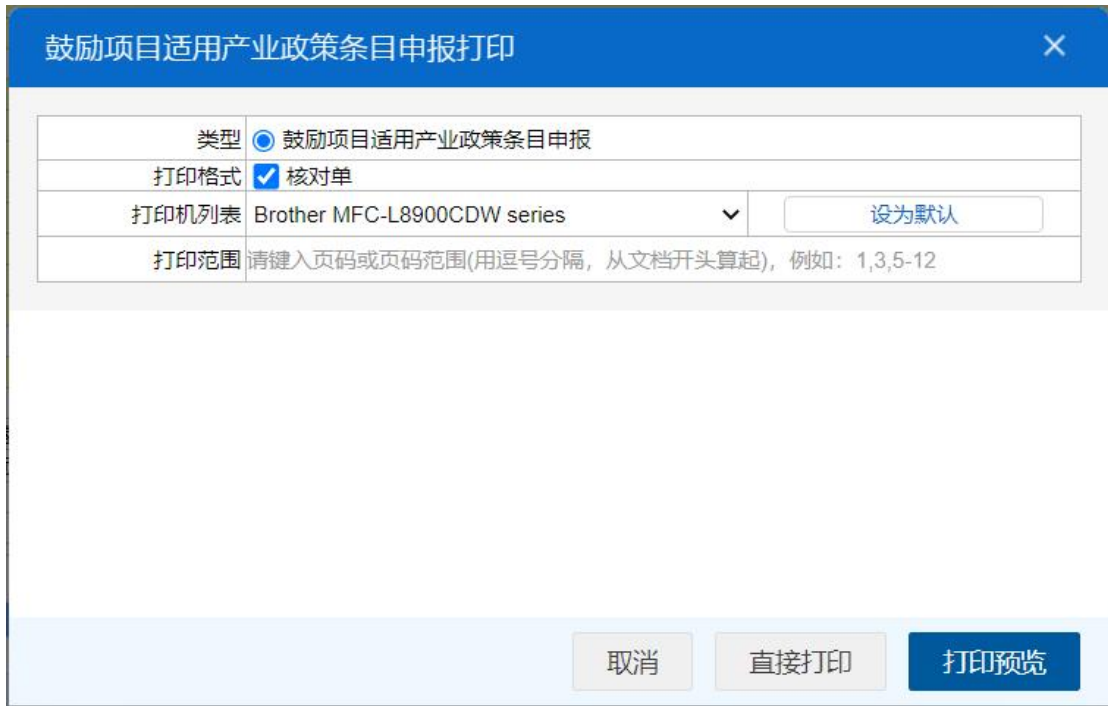 鼓励项目适用产业政策条目申报打印
类型 鼓励项目适用产业政策条目申报
打印格式 核对单
打印机列表 Brother MFC-L8900CDW series 设为默认
打印范围 请键入页码或页码范围(用逗号分隔，从文档开头算起)，例如：1,3,5-12
取消 直接打印 打印预览